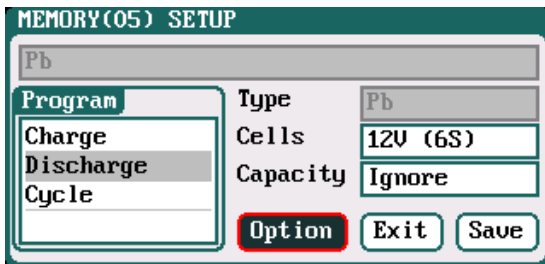 MEMORY(05) SETUP
Pb
Program
Charge
Discharge
Cycle
Type Pb
Cells 12V (6S)
Capacity Ignore
Option Exit Save